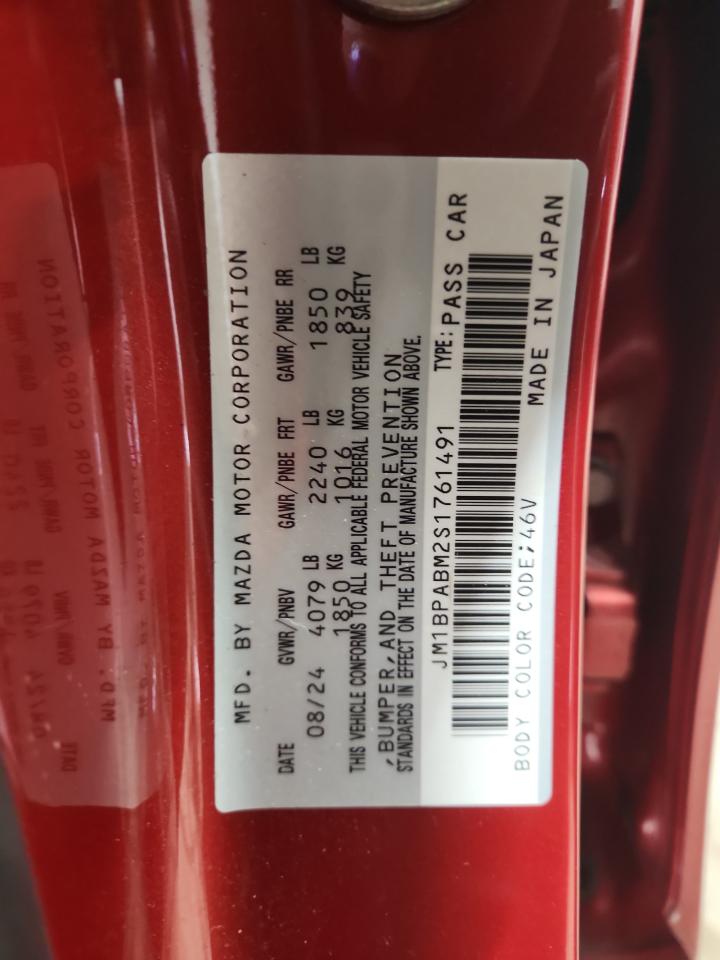 MFD. BY MAZDA MOTOR CORPORATION
DATE GVWR/PNBV GAWR/PNBE FRT GAWR/PNBE RR
08/24 4079 LB 2240 LB 1850 LB
1850 KG 1016 KG 839 KG
THIS VEHICLE CONFORMS TO ALL APPLICABLE FEDERAL MOTOR VEHICLE SAFETY
,BUMPER,AND THEFT PREVENTION
STANDARDS IN EFFECT ON THE DATE OF MANUFACTURE SHOWN ABOVE.
JM1BPABM2S1761491 TYPE:PASS CAR
BODY COLOR CODE;46V MADE IN JAPAN